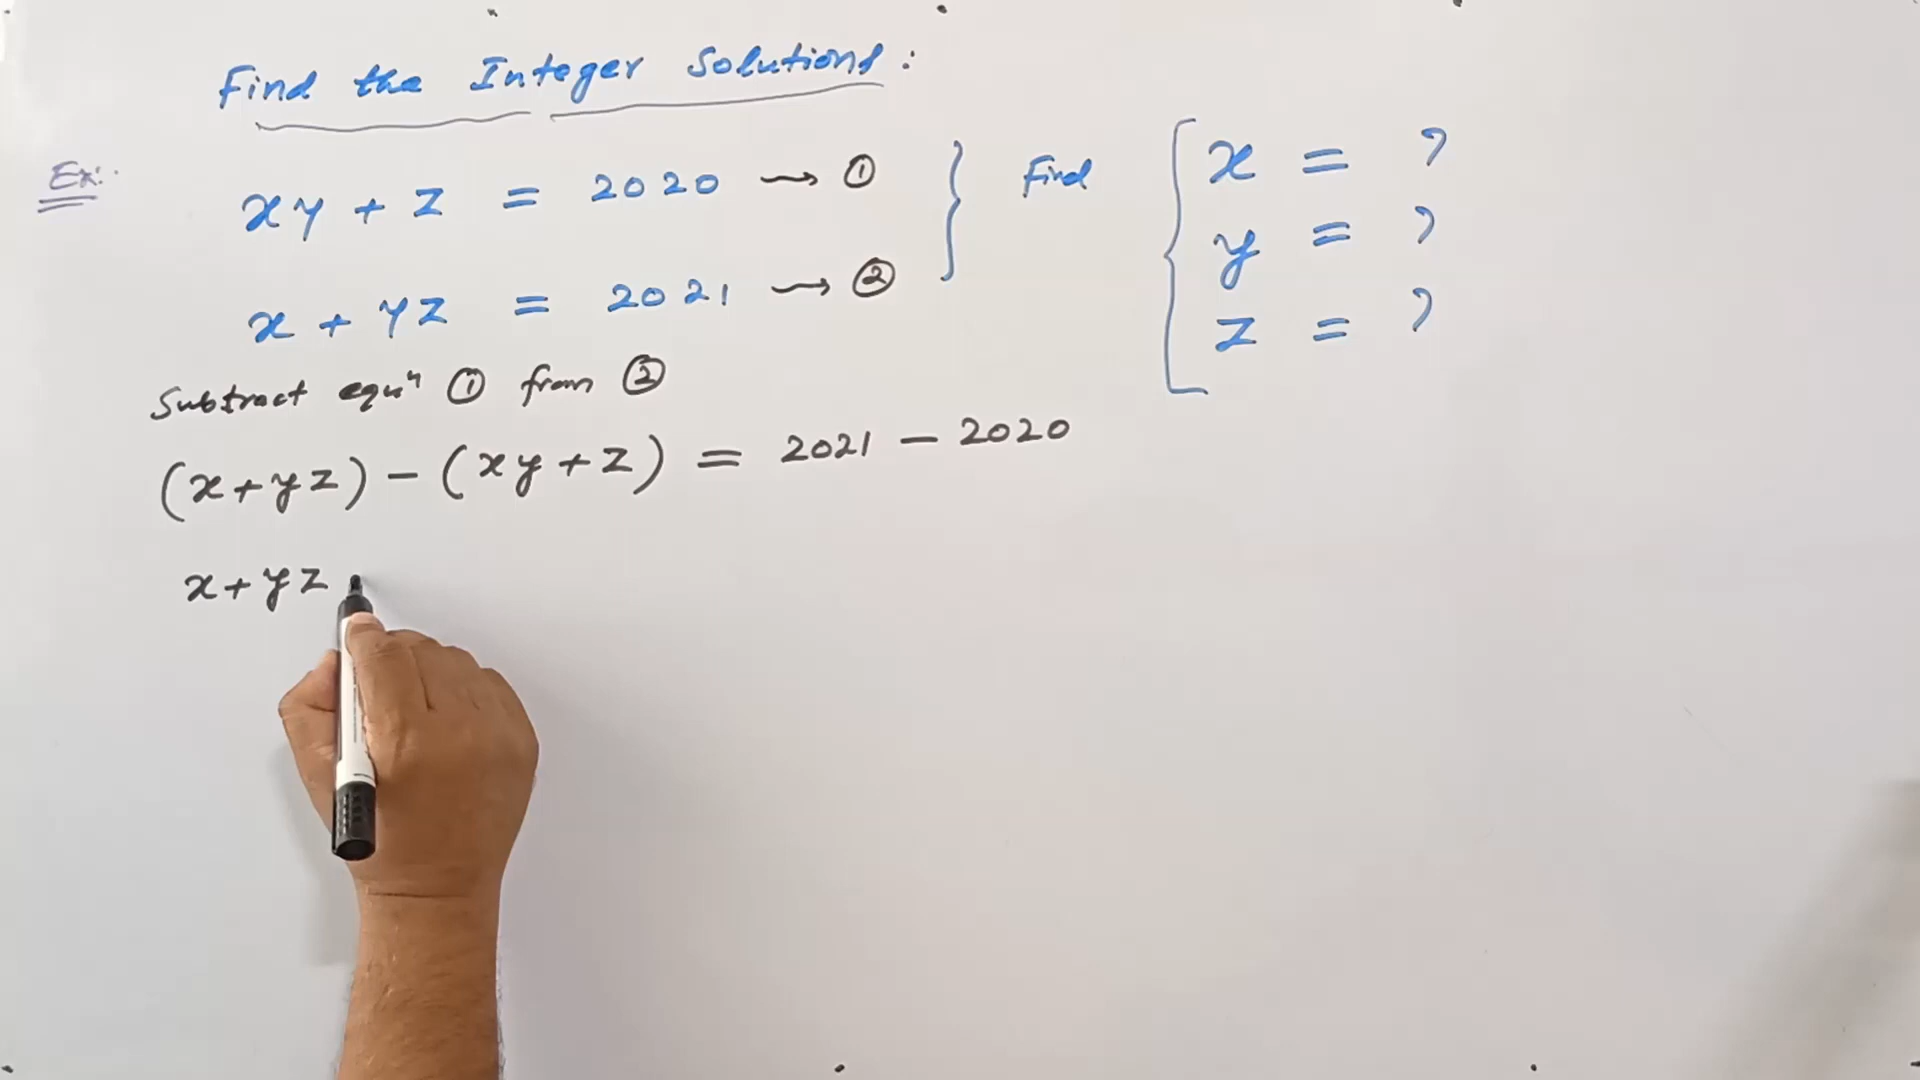 Find the Integer Solutions:
Ex:-
xy + z = 2020 → ①
x + yz = 2021 → ②
} Find
x = ?
y = ?
z = ?
Subtract equⁿ ① from ②
(x+yz) - (xy+z) = 2021 - 2020
x+yz